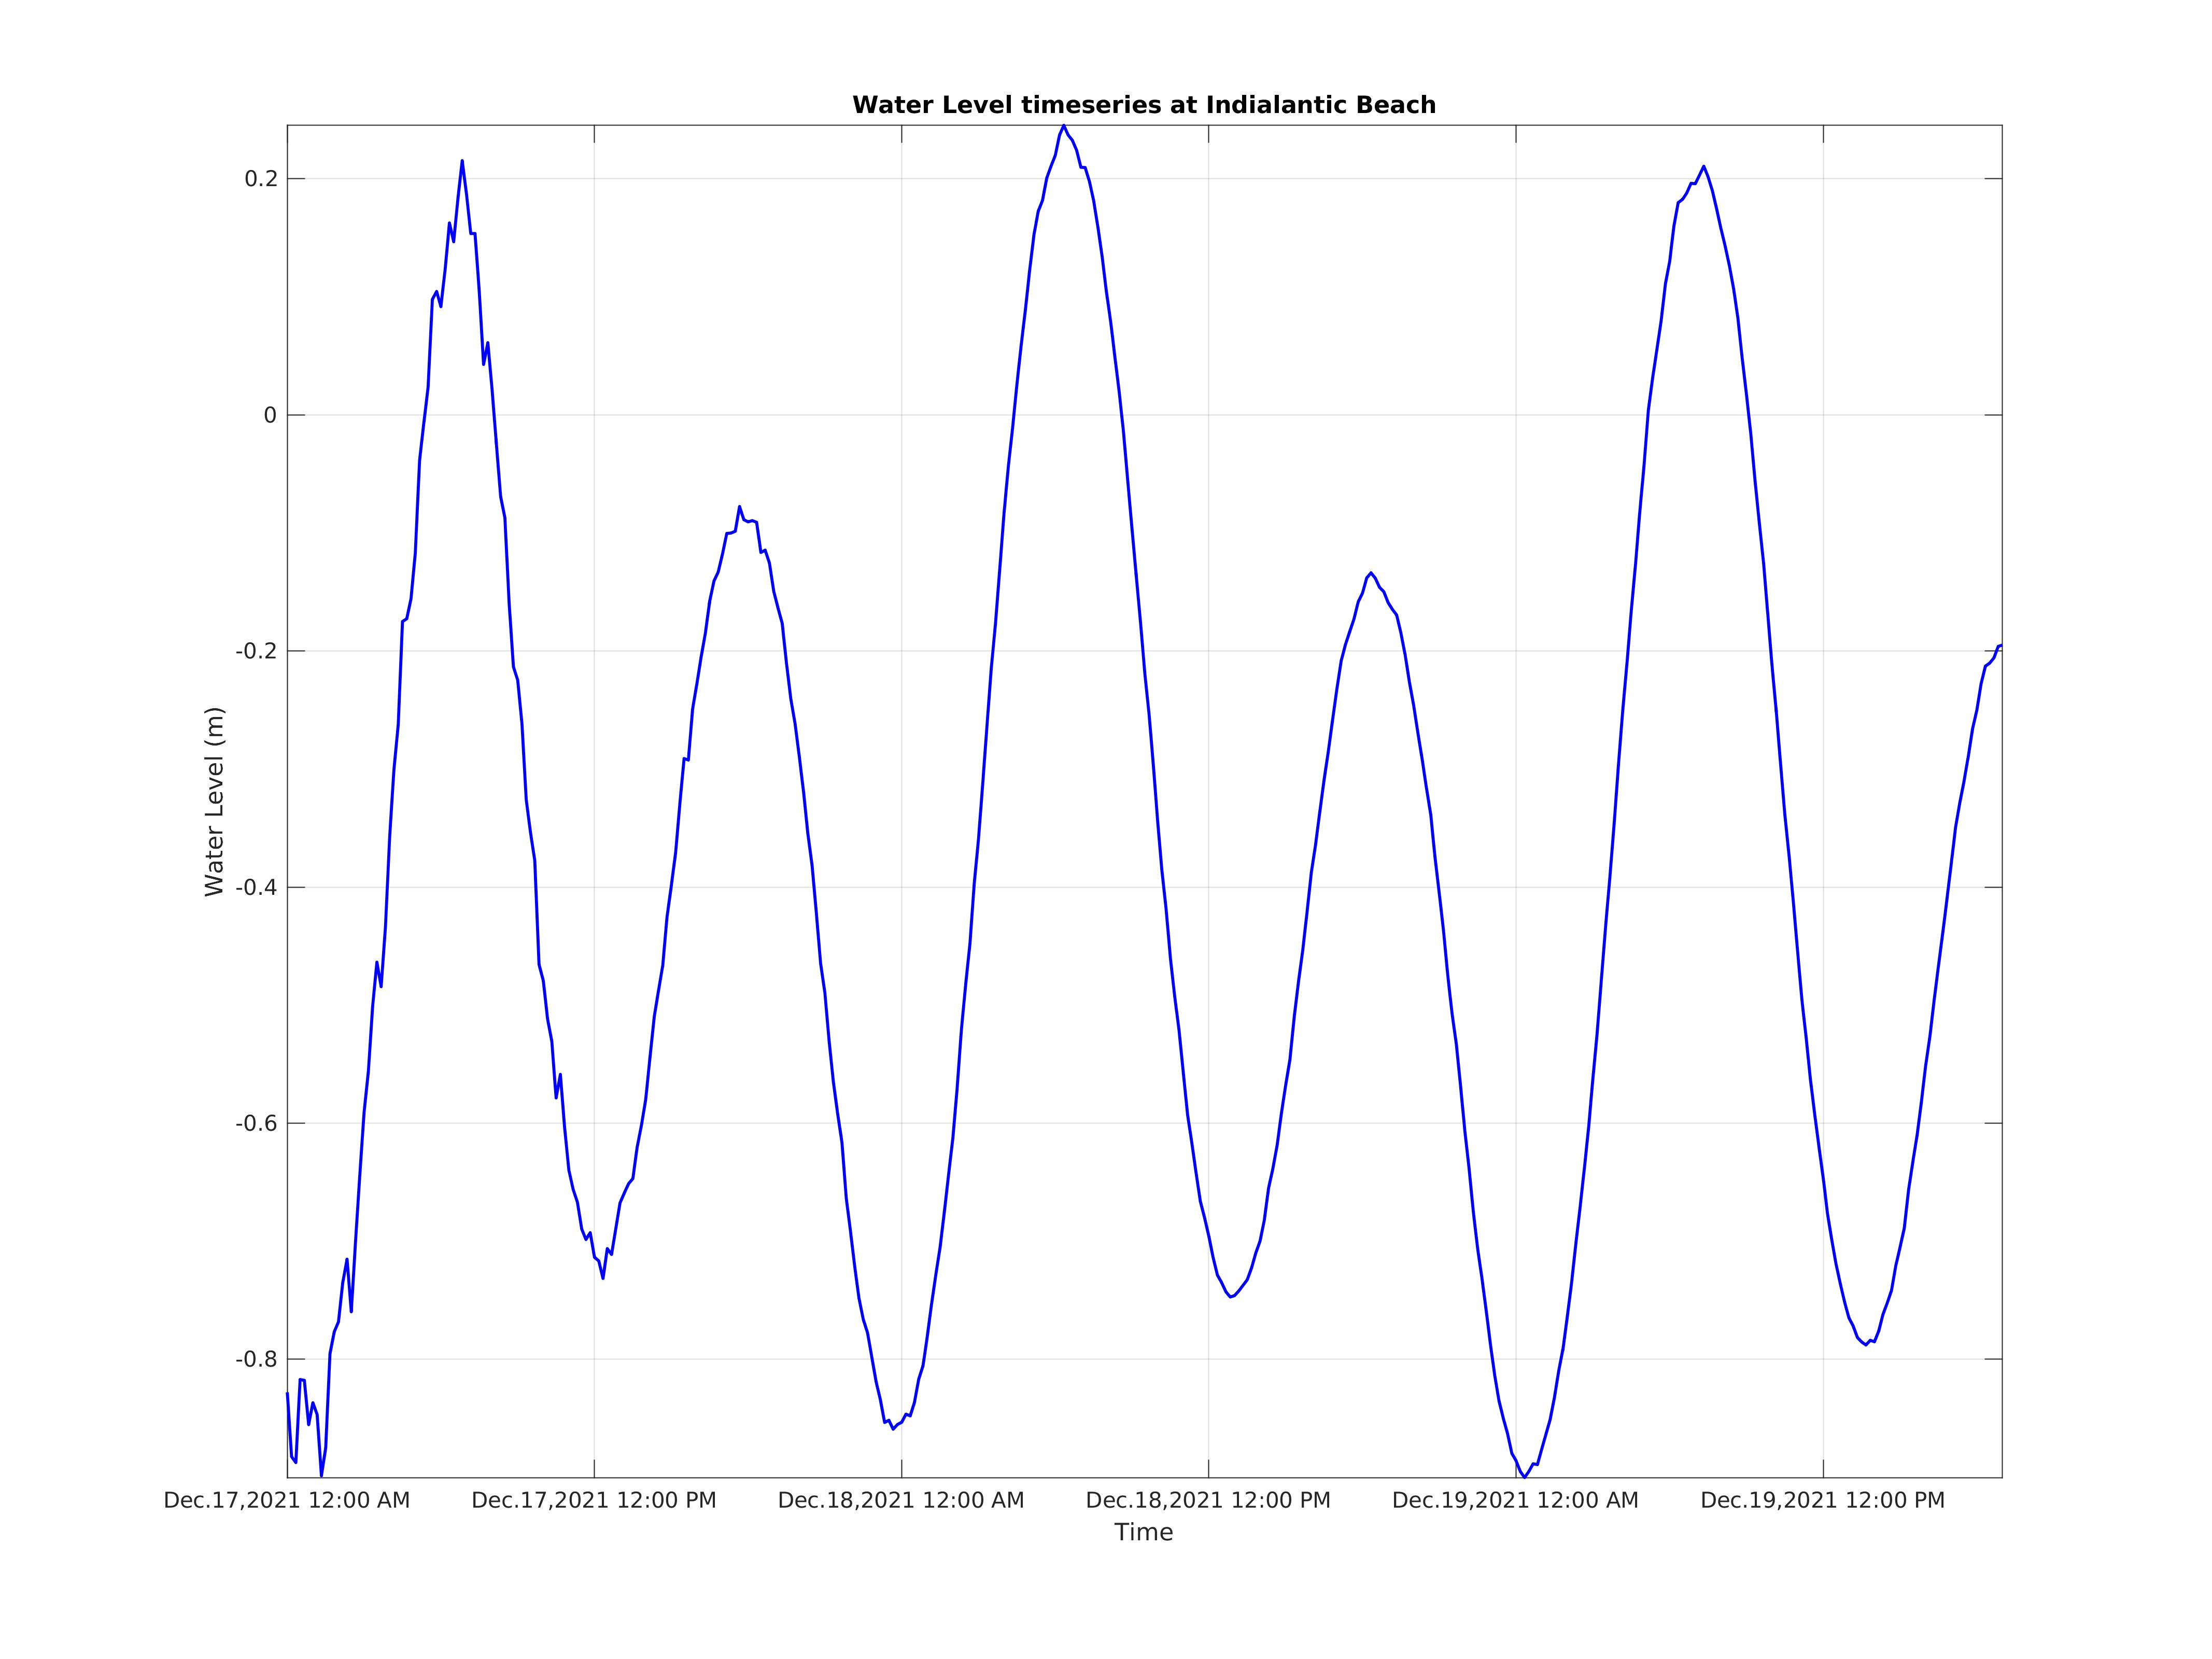 Water Level timeseries at Indialantic Beach
0.2
0
-0.2
-0.4
-0.6
-0.8
Water Level (m)
Dec.17,2021 12:00 AM Dec.17,2021 12:00 PM Dec.18,2021 12:00 AM Dec.18,2021 12:00 PM Dec.19,2021 12:00 AM Dec.19,2021 12:00 PM
Time